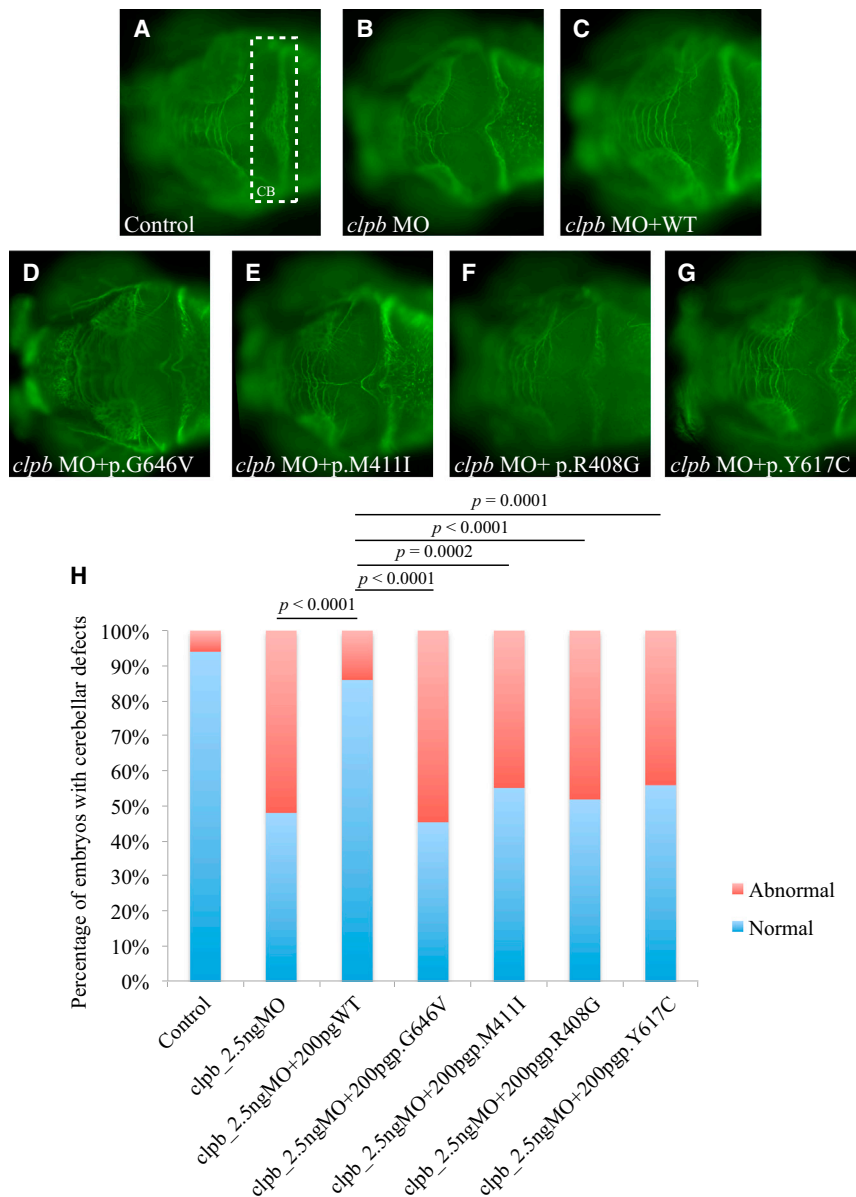 A
B
C
CB
Control
clpb MO
clpb MO+WT
D
E
F
G
clpb MO+p.G646V
clpb MO+p.M411I
clpb MO+ p.R408G
clpb MO+p.Y617C
p = 0.0001
p < 0.0001
p = 0.0002
p < 0.0001
p < 0.0001
H
Percentage of embryos with cerebellar defects
100%
90%
80%
70%
60%
50%
40%
30%
20%
10%
0%
Abnormal
Normal
Control
clpb_2.5ngMO
clpb_2.5ngMO+200pgWT
clpb_2.5ngMO+200pgp.G646V
clpb_2.5ngMO+200pgp.M411I
clpb_2.5ngMO+200pgp.R408G
clpb_2.5ngMO+200pgp.Y617C